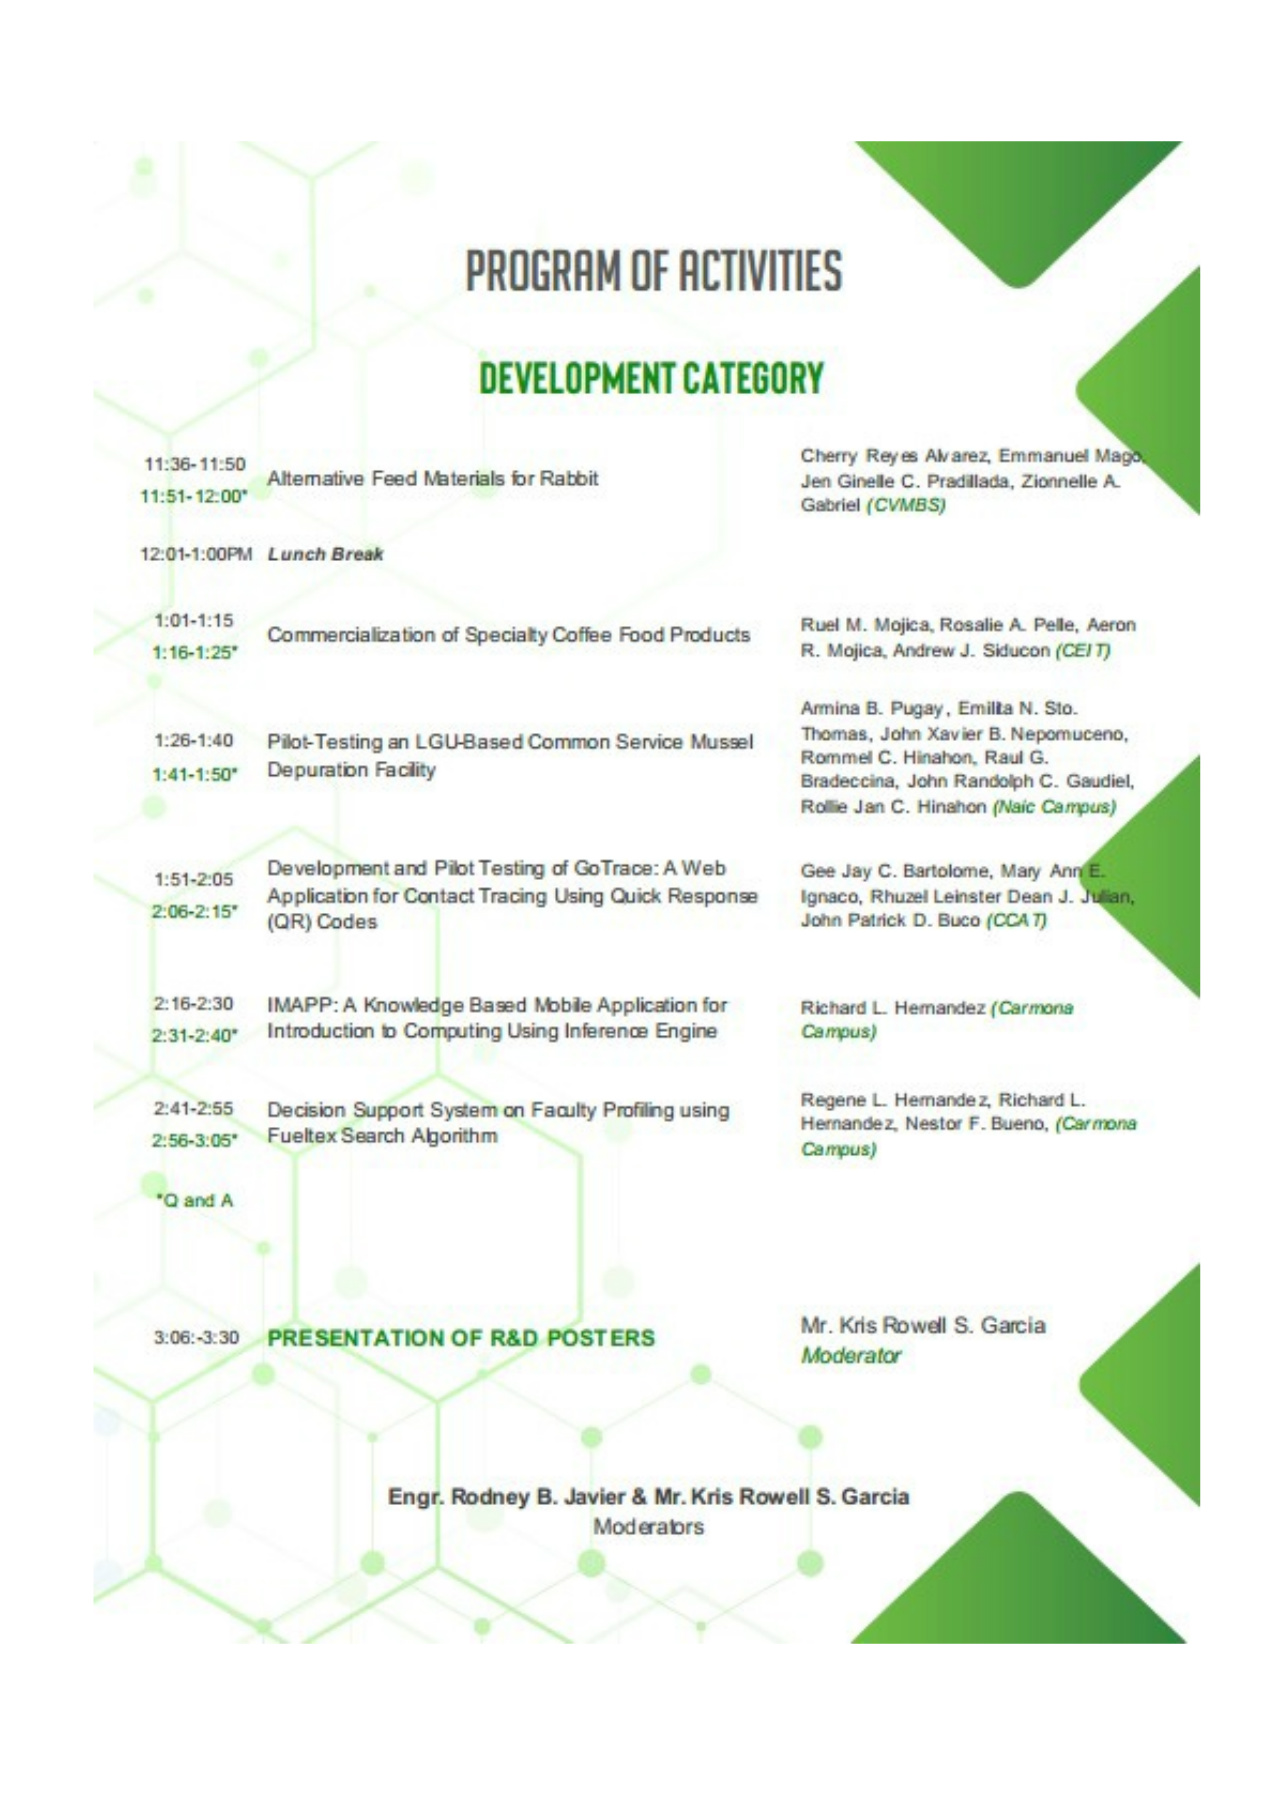 PROGRAM OF ACTIVITIES
DEVELOPMENT CATEGORY
11:36-11:50
11:51-12:00*
Alternative Feed Materials for Rabbit
Cherry Reyes Alvarez, Emmanuel Mago,
Jen Ginelle C. Pradillada, Zionnelle A.
Gabriel (CVMBS)
12:01-1:00PM Lunch Break
1:01-1:15
1:16-1:25*
Commercialization of Specialty Coffee Food Products
Ruel M. Mojica, Rosalie A. Pelle, Aeron
R. Mojica, Andrew J. Siducon (CEIT)
1:26-1:40
1:41-1:50*
Pilot-Testing an LGU-Based Common Service Mussel
Depuration Facility
Armina B. Pugay, Emilita N. Sto.
Thomas, John Xavier B. Nepomuceno,
Rommel C. Hinahon, Raul G.
Bradeccina, John Randolph C. Gaudiel,
Rollie Jan C. Hinahon (Naic Campus)
1:51-2:05
2:06-2:15*
Development and Pilot Testing of GoTrace: A Web
Application for Contact Tracing Using Quick Response
(QR) Codes
Gee Jay C. Bartolome, Mary Ann E.
Ignaco, Rhuzel Leinster Dean J. Julian,
John Patrick D. Buco (CCAT)
2:16-2:30
2:31-2:40*
IMAPP: A Knowledge Based Mobile Application for
Introduction to Computing Using Inference Engine
Richard L. Hernandez (Carmona
Campus)
2:41-2:55
2:56-3:05*
Decision Support System on Faculty Profiling using
Fueltex Search Algorithm
Regene L. Hernandez, Richard L.
Hernandez, Nestor F. Bueno, (Carmona
Campus)
*Q and A
3:06:-3:30
PRESENTATION OF R&D POSTERS
Mr. Kris Rowell S. Garcia
Moderator
Engr. Rodney B. Javier & Mr. Kris Rowell S. Garcia
Moderators